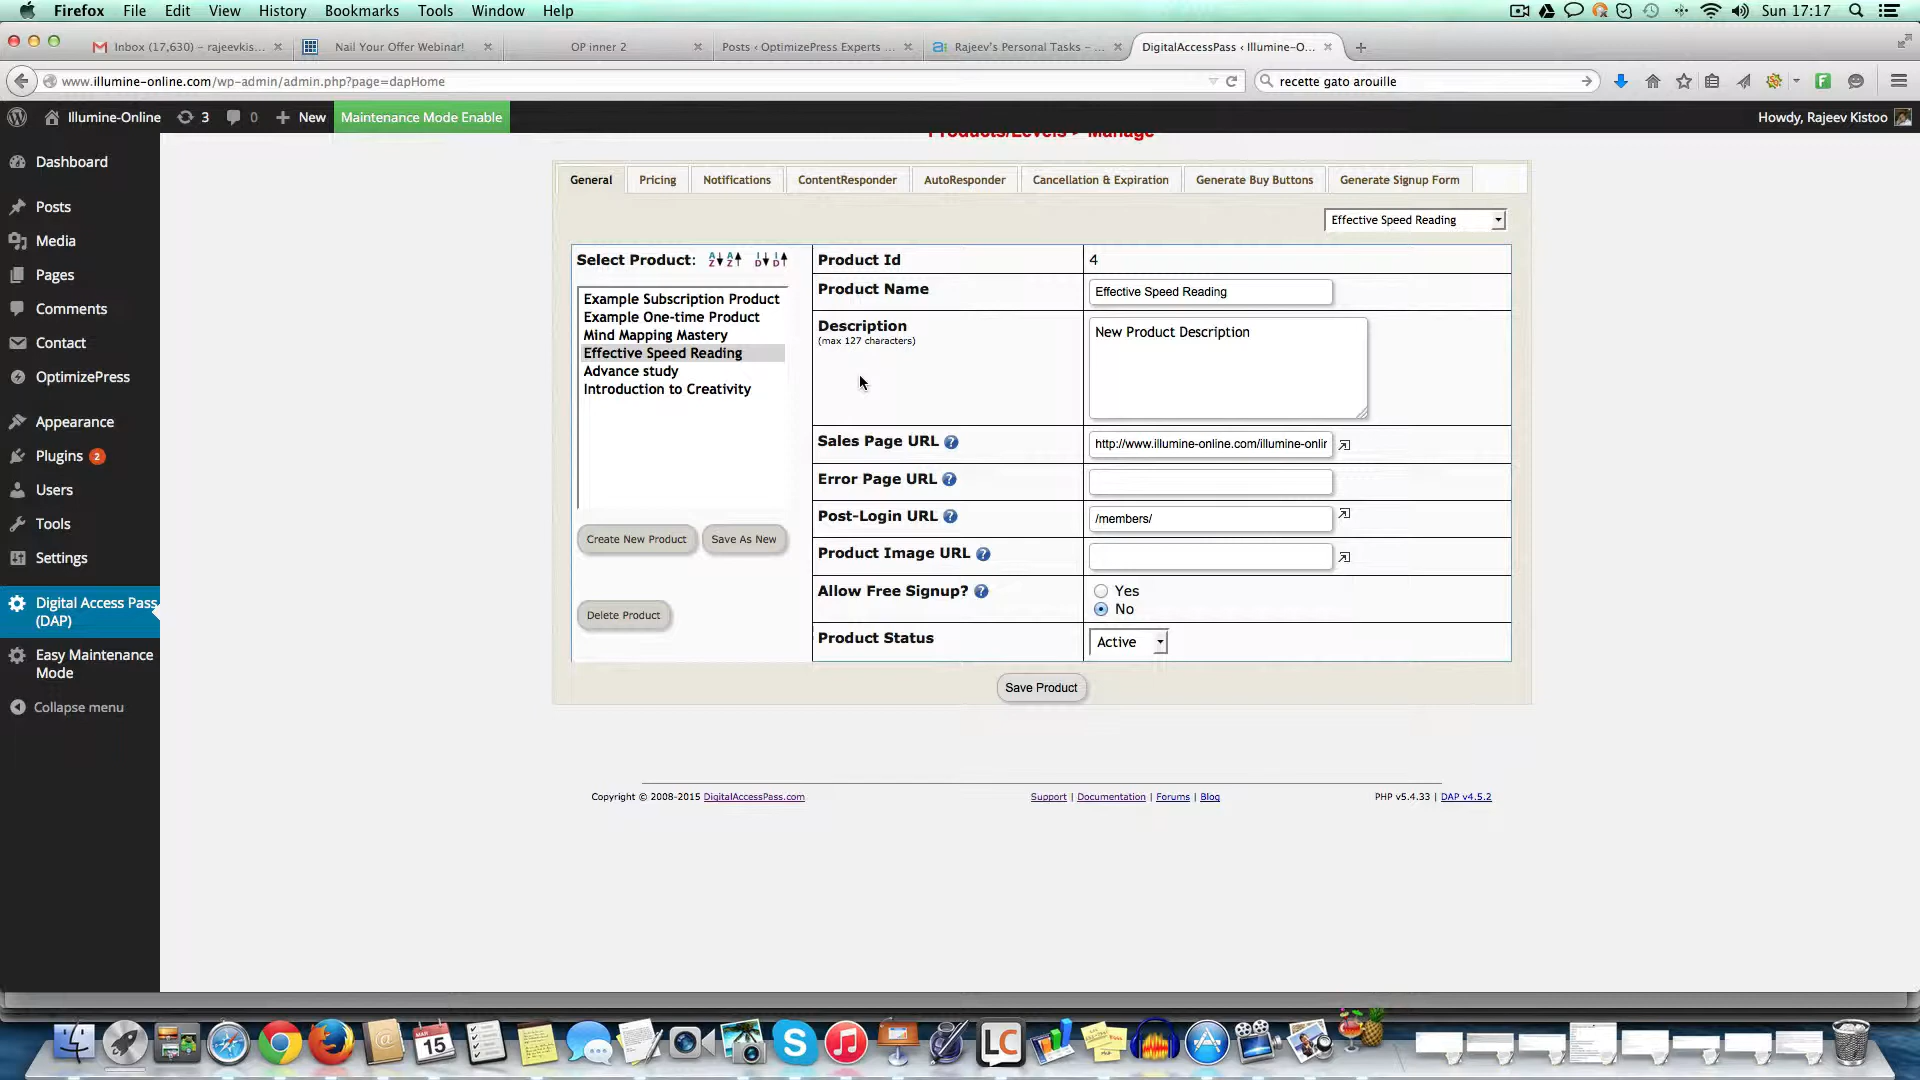 Firefox File Edit View History Bookmarks Tools Window Help Sun 17:17
Inbox (17,630) – rajeevkis... Nail Your Offer Webinar! OP inner 2 Posts ‹ OptimizePress Experts ... Rajeev's Personal Tasks – ... DigitalAccessPass ‹ Illumine-O...
www.illumine-online.com/wp-admin/admin.php?page=dapHome recette gato arouille
Illumine-Online 3 0 New Maintenance Mode Enable Howdy, Rajeev Kistoo
Products/Levels > Manage
Dashboard
Posts
Media
Pages
Comments
Contact
OptimizePress
Appearance
Plugins 2
Users
Tools
Settings
Digital Access Pass
(DAP)
Easy Maintenance
Mode
Collapse menu
General Pricing Notifications ContentResponder AutoResponder Cancellation & Expiration Generate Buy Buttons Generate Signup Form
Effective Speed Reading
Select Product:
Example Subscription Product
Example One-time Product
Mind Mapping Mastery
Effective Speed Reading
Advance study
Introduction to Creativity
Create New Product Save As New
Delete Product
Product Id 4
Product Name Effective Speed Reading
Description New Product Description
(max 127 characters)
Sales Page URL http://www.illumine-online.com/illumine-onlir
Error Page URL
Post-Login URL /members/
Product Image URL
Allow Free Signup? Yes
No
Product Status Active
Save Product
Copyright © 2008-2015 DigitalAccessPass.com Support | Documentation | Forums | Blog PHP v5.4.33 | DAP v4.5.2
MAR
15
LC